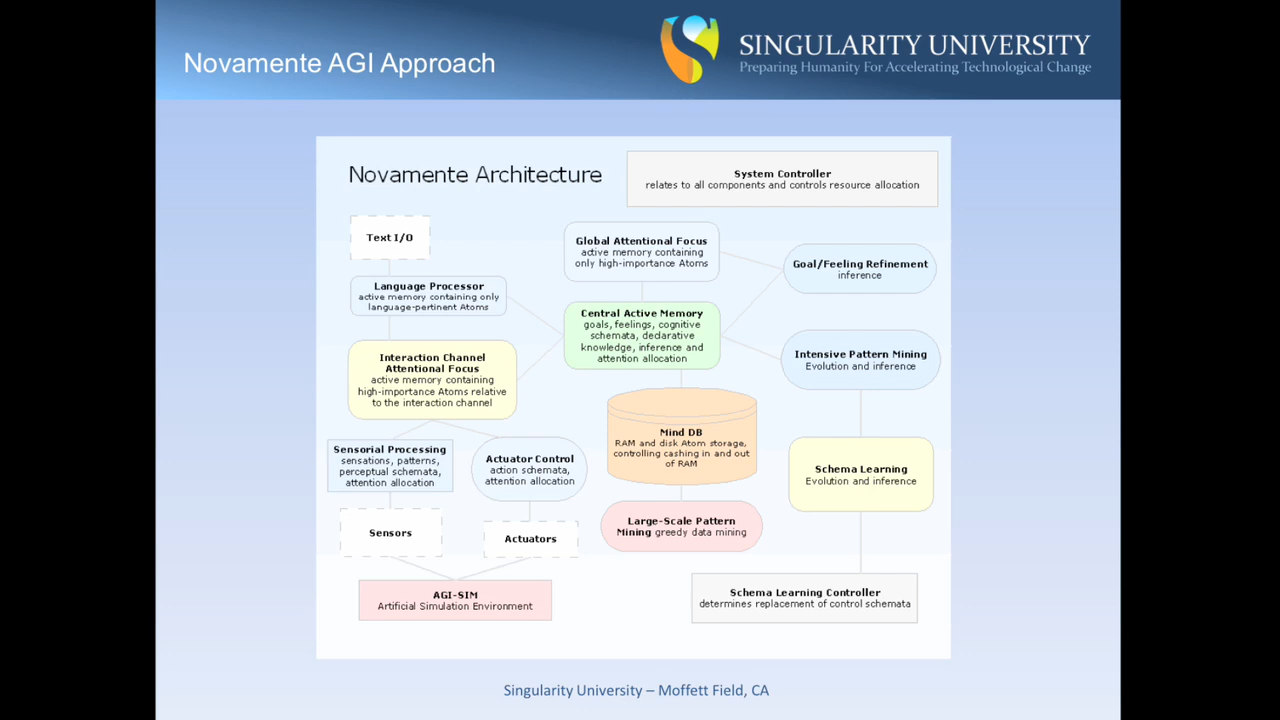 Novamente AGI Approach
SINGULARITY UNIVERSITY
Preparing Humanity For Accelerating Technological Change
Novamente Architecture
System Controller
relates to all components and controls resource allocation
Text I/O
Language Processor
active memory containing only
language-pertinent Atoms
Interaction Channel
Attentional Focus
active memory containing
high-importance Atoms relative
to the interaction channel
Sensorial Processing
sensations, patterns,
perceptual schemata,
attention allocation
Actuator Control
action schemata,
attention allocation
Sensors
Actuators
AGI-SIM
Artificial Simulation Environment
Global Attentional Focus
active memory containing
only high-importance Atoms
Central Active Memory
goals, feelings, cognitive
schemata, declarative
knowledge, inference and
attention allocation
Mind DB
RAM and disk Atom storage,
controlling cashing in and out
of RAM
Large-Scale Pattern
Mining greedy data mining
Goal/Feeling Refinement
inference
Intensive Pattern Mining
Evolution and inference
Schema Learning
Evolution and inference
Schema Learning Controller
determines replacement of control schemata
Singularity University – Moffett Field, CA